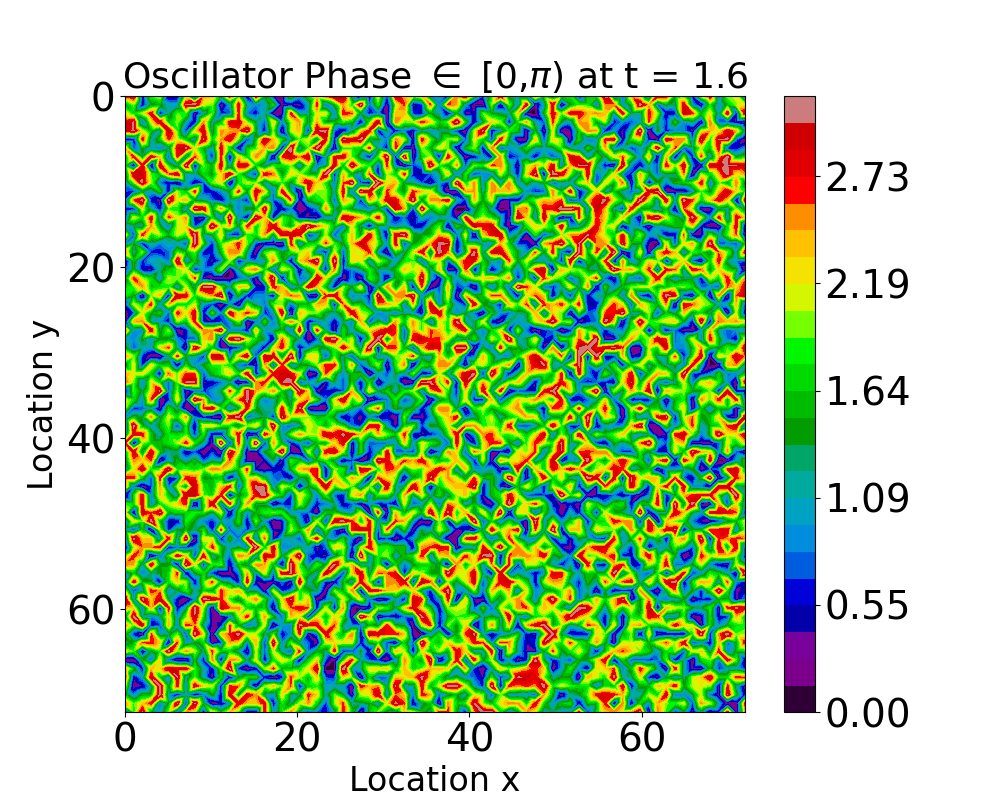 Oscillator Phase ∈ [0,π) at t = 1.6
0
20
40
60
Location y
0 20 40 60
Location x
2.73
2.19
1.64
1.09
0.55
0.00